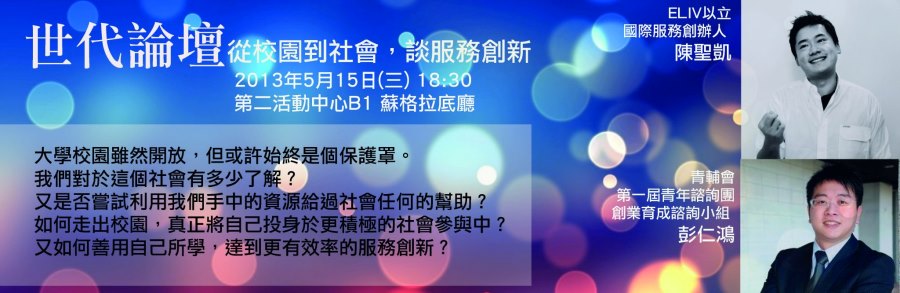 世代論壇從校園到社會，談服務創新
2013年5月15日(三) 18:30
第二活動中心B1 蘇格拉底廳
大學校園雖然開放，但或許始終是個保護罩。
我們對於這個社會有多少了解？
又是否嘗試利用我們手中的資源給過社會任何的幫助？
如何走出校園，真正將自己投身於更積極的社會參與中？
又如何善用自己所學，達到更有效率的服務創新？
ELIV以立
國際服務創辦人
陳聖凱
青輔會
第一屆青年諮詢團
創業育成諮詢小組
彭仁鴻